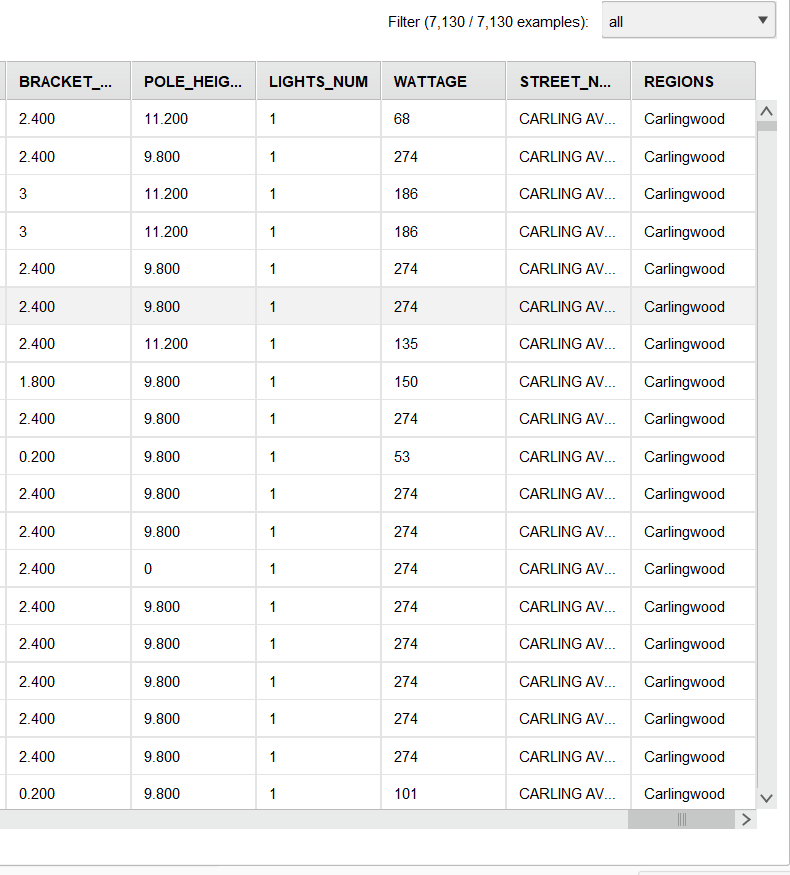 Filter (7,130 / 7,130 examples): all
BRACKET_... POLE_HEIG... LIGHTS_NUM WATTAGE STREET_N... REGIONS
2.400 11.200 1 68 CARLING AV... Carlingwood
2.400 9.800 1 274 CARLING AV... Carlingwood
3 11.200 1 186 CARLING AV... Carlingwood
3 11.200 1 186 CARLING AV... Carlingwood
2.400 9.800 1 274 CARLING AV... Carlingwood
2.400 9.800 1 274 CARLING AV... Carlingwood
2.400 11.200 1 135 CARLING AV... Carlingwood
1.800 9.800 1 150 CARLING AV... Carlingwood
2.400 9.800 1 274 CARLING AV... Carlingwood
0.200 9.800 1 53 CARLING AV... Carlingwood
2.400 9.800 1 274 CARLING AV... Carlingwood
2.400 9.800 1 274 CARLING AV... Carlingwood
2.400 0 1 274 CARLING AV... Carlingwood
2.400 9.800 1 274 CARLING AV... Carlingwood
2.400 9.800 1 274 CARLING AV... Carlingwood
2.400 9.800 1 274 CARLING AV... Carlingwood
2.400 9.800 1 274 CARLING AV... Carlingwood
2.400 9.800 1 274 CARLING AV... Carlingwood
0.200 9.800 1 101 CARLING AV... Carlingwood